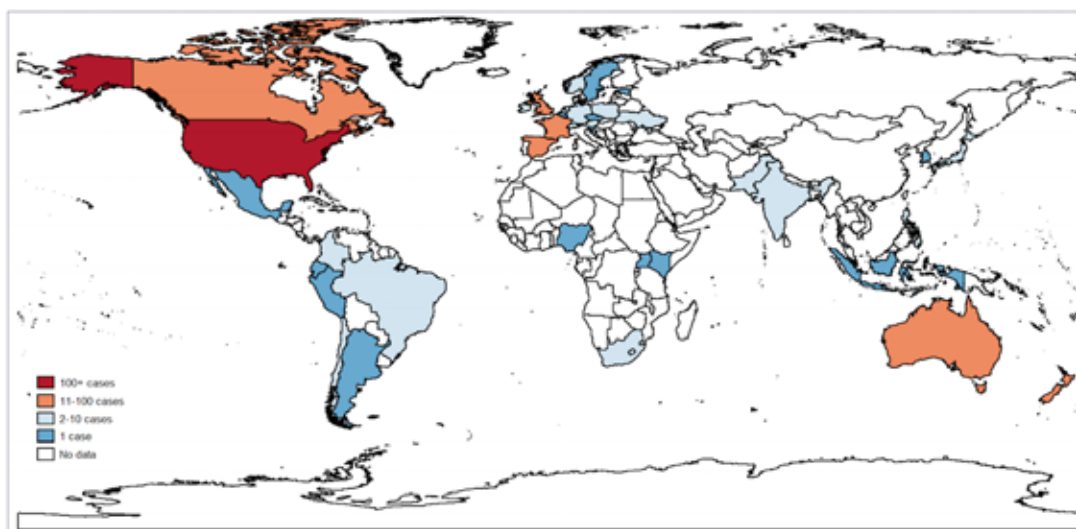 100+ cases
11-100 cases
2-10 cases
1 case
No data